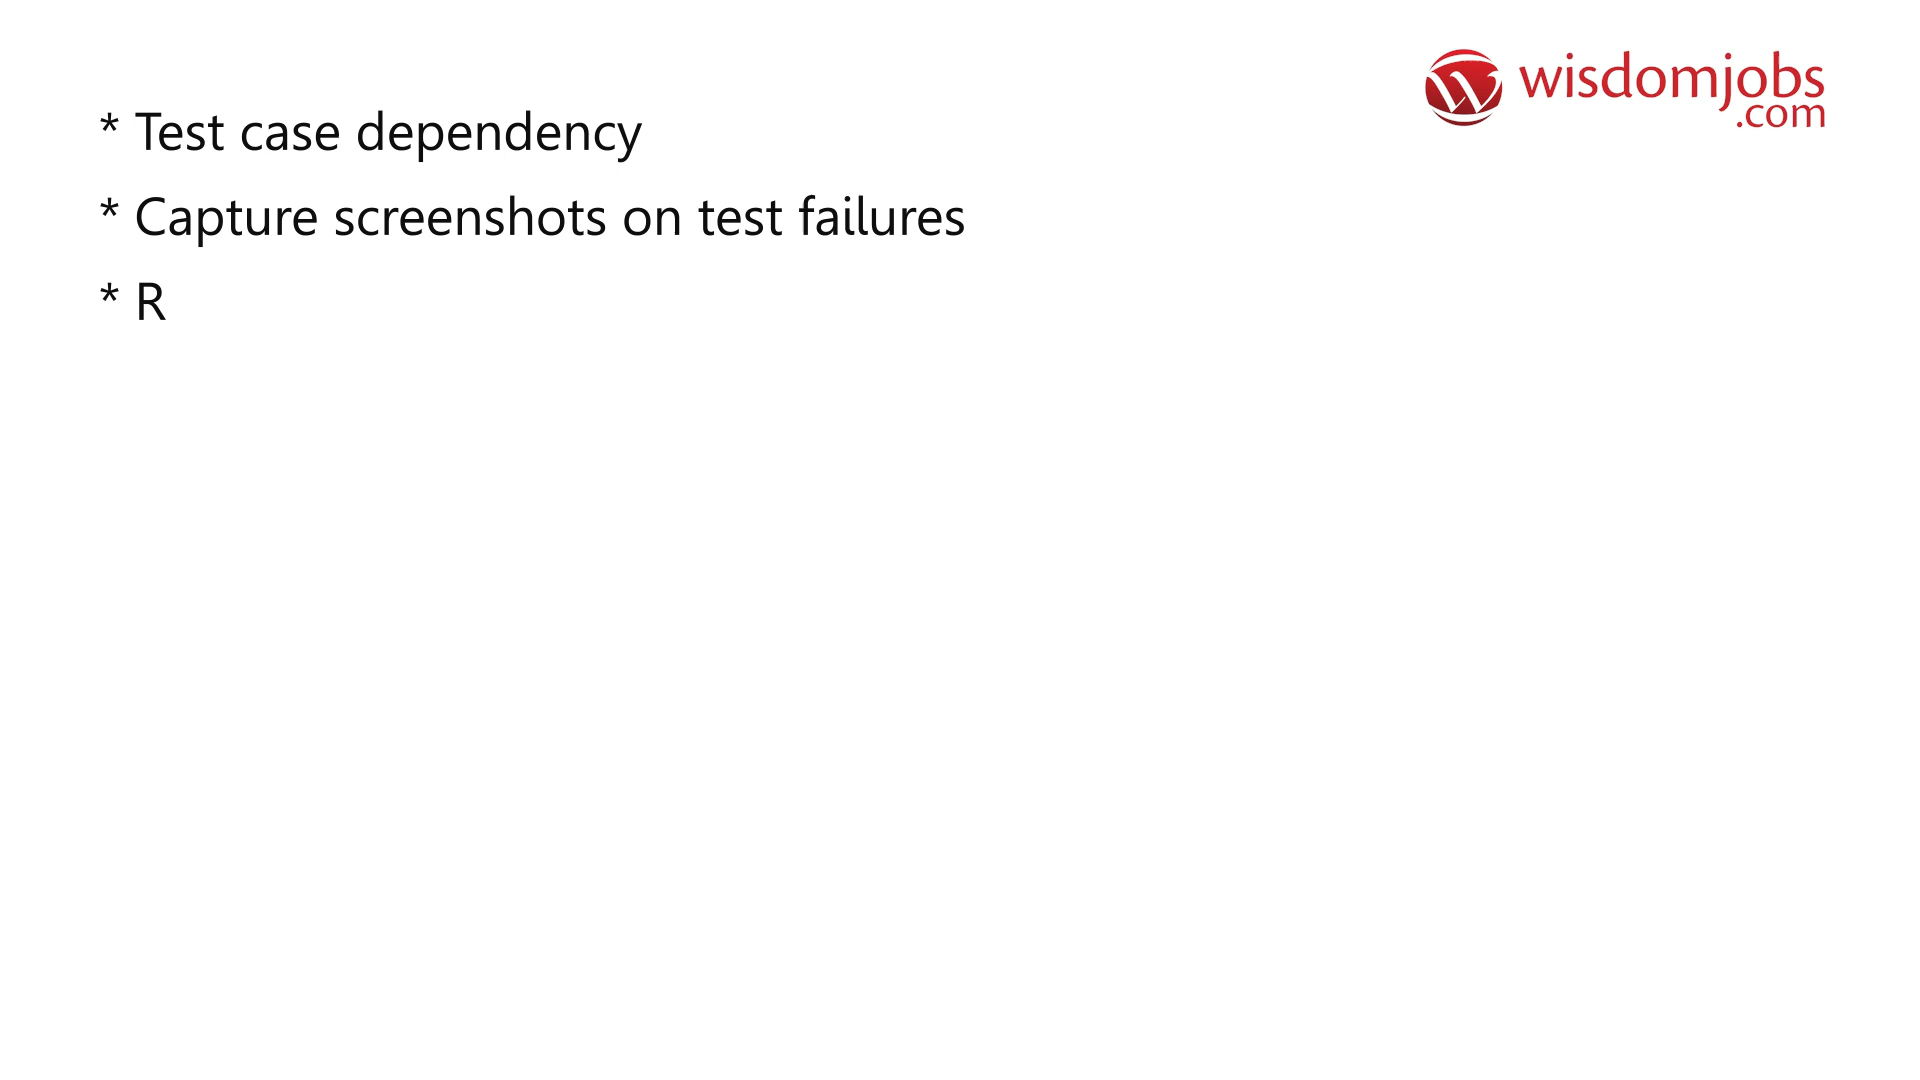 wisdomjobs
.com
* Test case dependency
* Capture screenshots on test failures
* R